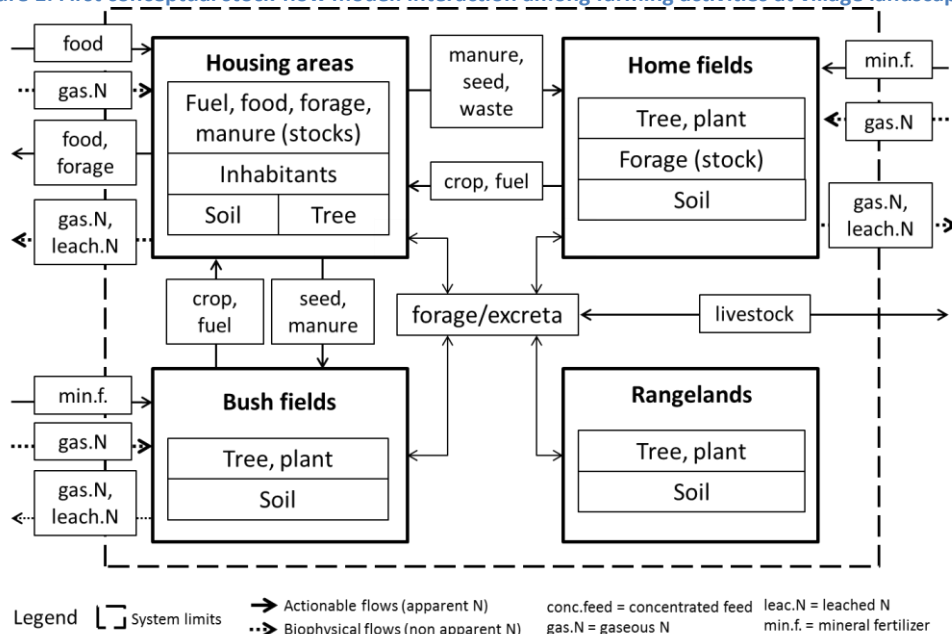 food
gas.N
food,
forage
gas.N,
leach.N
Housing areas
Fuel, food, forage,
manure (stocks)
Inhabitants
Soil
Tree
manure,
seed,
waste
crop, fuel
Home fields
Tree, plant
Forage (stock)
Soil
min.f.
gas.N
gas.N,
leach.N
crop,
fuel
seed,
manure
forage/excreta
livestock
min.f.
gas.N
gas.N,
leach.N
Bush fields
Tree, plant
Soil
Rangelands
Tree, plant
Soil
Legend
System limits
Actionable flows (apparent N)
Biophysical flows (non apparent N)
conc.feed = concentrated feed
gas.N = gaseous N
leac.N = leached N
min.f. = mineral fertilizer